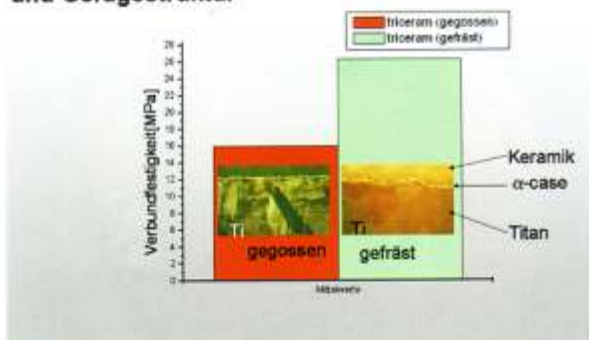 und Gefügestruktur
triceram (gegossen)
triceram (gefräst)
Verbundfestigkeit[MPa]
28
26
24
22
20
18
16
14
12
10
8
6
4
2
0
Ti
gegossen
Ti
gefräst
Keramik
α-case
Titan
Mittelwerte